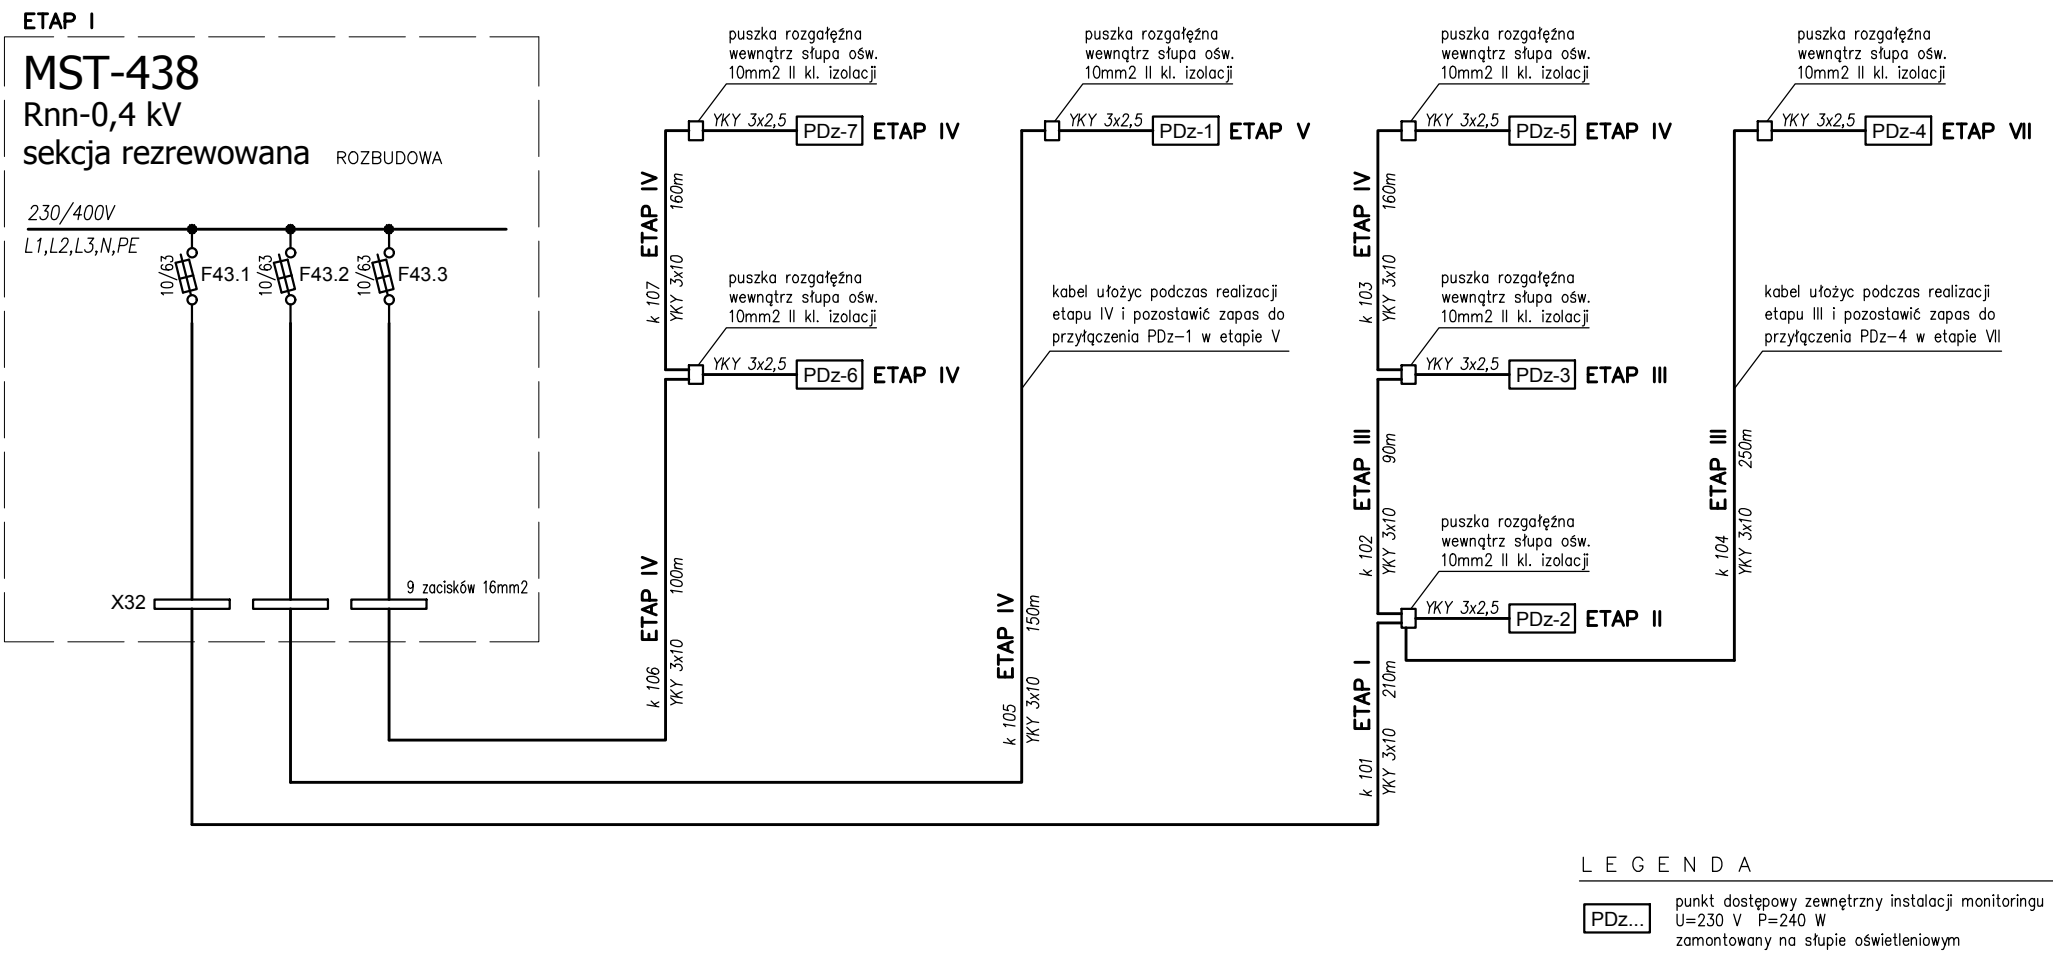 ETAP I
MST-438
Rnn-0,4 kV
sekcja rezrewowana ROZBUDOWA
230/400V
L1,L2,L3,N,PE
10/63 F43.1
10/63 F43.2
10/63 F43.3
X32
9 zacisków 16mm2
puszka rozgałęźna
wewnątrz słupa ośw.
10mm2 II kl. izolacji
YKY 3x2,5 PDz-7 ETAP IV
k 107 ETAP IV
YKY 3x10 160m
puszka rozgałęźna
wewnątrz słupa ośw.
10mm2 II kl. izolacji
YKY 3x2,5 PDz-6 ETAP IV
k 106 ETAP IV
YKY 3x10 100m
puszka rozgałęźna
wewnątrz słupa ośw.
10mm2 II kl. izolacji
YKY 3x2,5 PDz-1 ETAP V
kabel ułożyc podczas realizacji
etapu IV i pozostawić zapas do
przyłączenia PDz-1 w etapie V
k 105 ETAP IV
YKY 3x10 150m
puszka rozgałęźna
wewnątrz słupa ośw.
10mm2 II kl. izolacji
YKY 3x2,5 PDz-5 ETAP IV
k 103 ETAP IV
YKY 3x10 160m
puszka rozgałęźna
wewnątrz słupa ośw.
10mm2 II kl. izolacji
YKY 3x2,5 PDz-3 ETAP III
k 102 ETAP III
YKY 3x10 90m
puszka rozgałęźna
wewnątrz słupa ośw.
10mm2 II kl. izolacji
YKY 3x2,5 PDz-2 ETAP II
k 101 ETAP I
YKY 3x10 210m
puszka rozgałęźna
wewnątrz słupa ośw.
10mm2 II kl. izolacji
YKY 3x2,5 PDz-4 ETAP VII
kabel ułożyc podczas realizacji
etapu III i pozostawić zapas do
przyłączenia PDz-4 w etapie VII
k 104 ETAP III
YKY 3x10 250m
LEGENDA
PDz...
punkt dostępowy zewnętrzny instalacji monitoringu
U=230 V P=240 W
zamontowany na słupie oświetleniowym